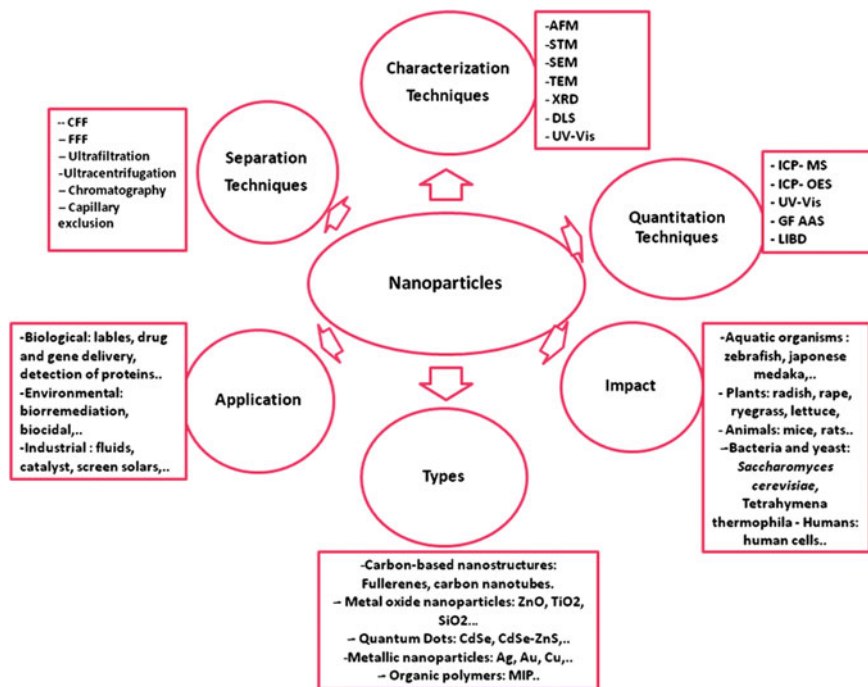 Characterization
Techniques
-AFM
-STM
-SEM
-TEM
- XRD
- DLS
- UV-Vis
Separation
Techniques
-- CFF
– FFF
– Ultrafiltration
-Ultracentrifugation
– Chromatography
– Capillary
exclusion
Quantitation
Techniques
- ICP- MS
- ICP- OES
- UV-Vis
- GF AAS
- LIBD
Nanoparticles
Application
-Biological: lables, drug
and gene delivery,
detection of proteins..
-Environmental:
biorremediation,
biocidal,..
-Industrial : fluids,
catalyst, screen solars,..
Impact
-Aquatic organisms :
zebrafish, japonese
medaka,..
- Plants: radish, rape,
ryegrass, lettuce,
- Animals: mice, rats..
–Bacteria and yeast:
Saccharomyces
cerevisiae,
Tetrahymena
thermophila - Humans:
human cells..
Types
-Carbon-based nanostructures:
Fullerenes, carbon nanotubes.
– Metal oxide nanoparticles: ZnO, TiO2,
SiO2...
– Quantum Dots: CdSe, CdSe-ZnS,..
-Metallic nanoparticles: Ag, Au, Cu,..
– Organic polymers: MIP..